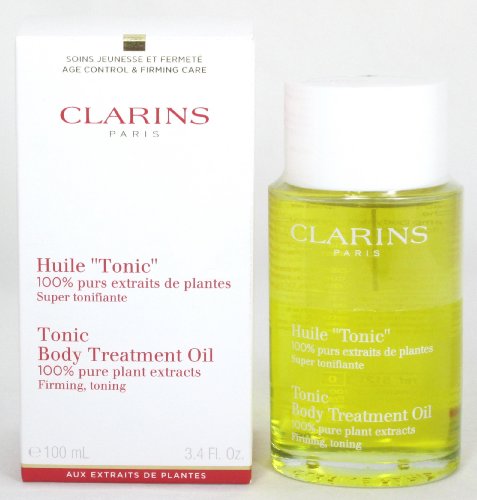 SOINS JEUNESSE ET FERMETÉ
AGE CONTROL & FIRMING CARE
CLARINS
PARIS
Huile "Tonic"
100% purs extraits de plantes
Super tonifiante
Tonic
Body Treatment Oil
100% pure plant extracts
Firming, toning
e 100 mL 3.4 Fl. Oz.
AUX EXTRAITS DE PLANTES
CLARINS
PARIS
Huile "Tonic"
100% purs extraits de plantes
Super tonifiante
Tonic
Body Treatment Oil
100% pure plant extracts
Firming, toning